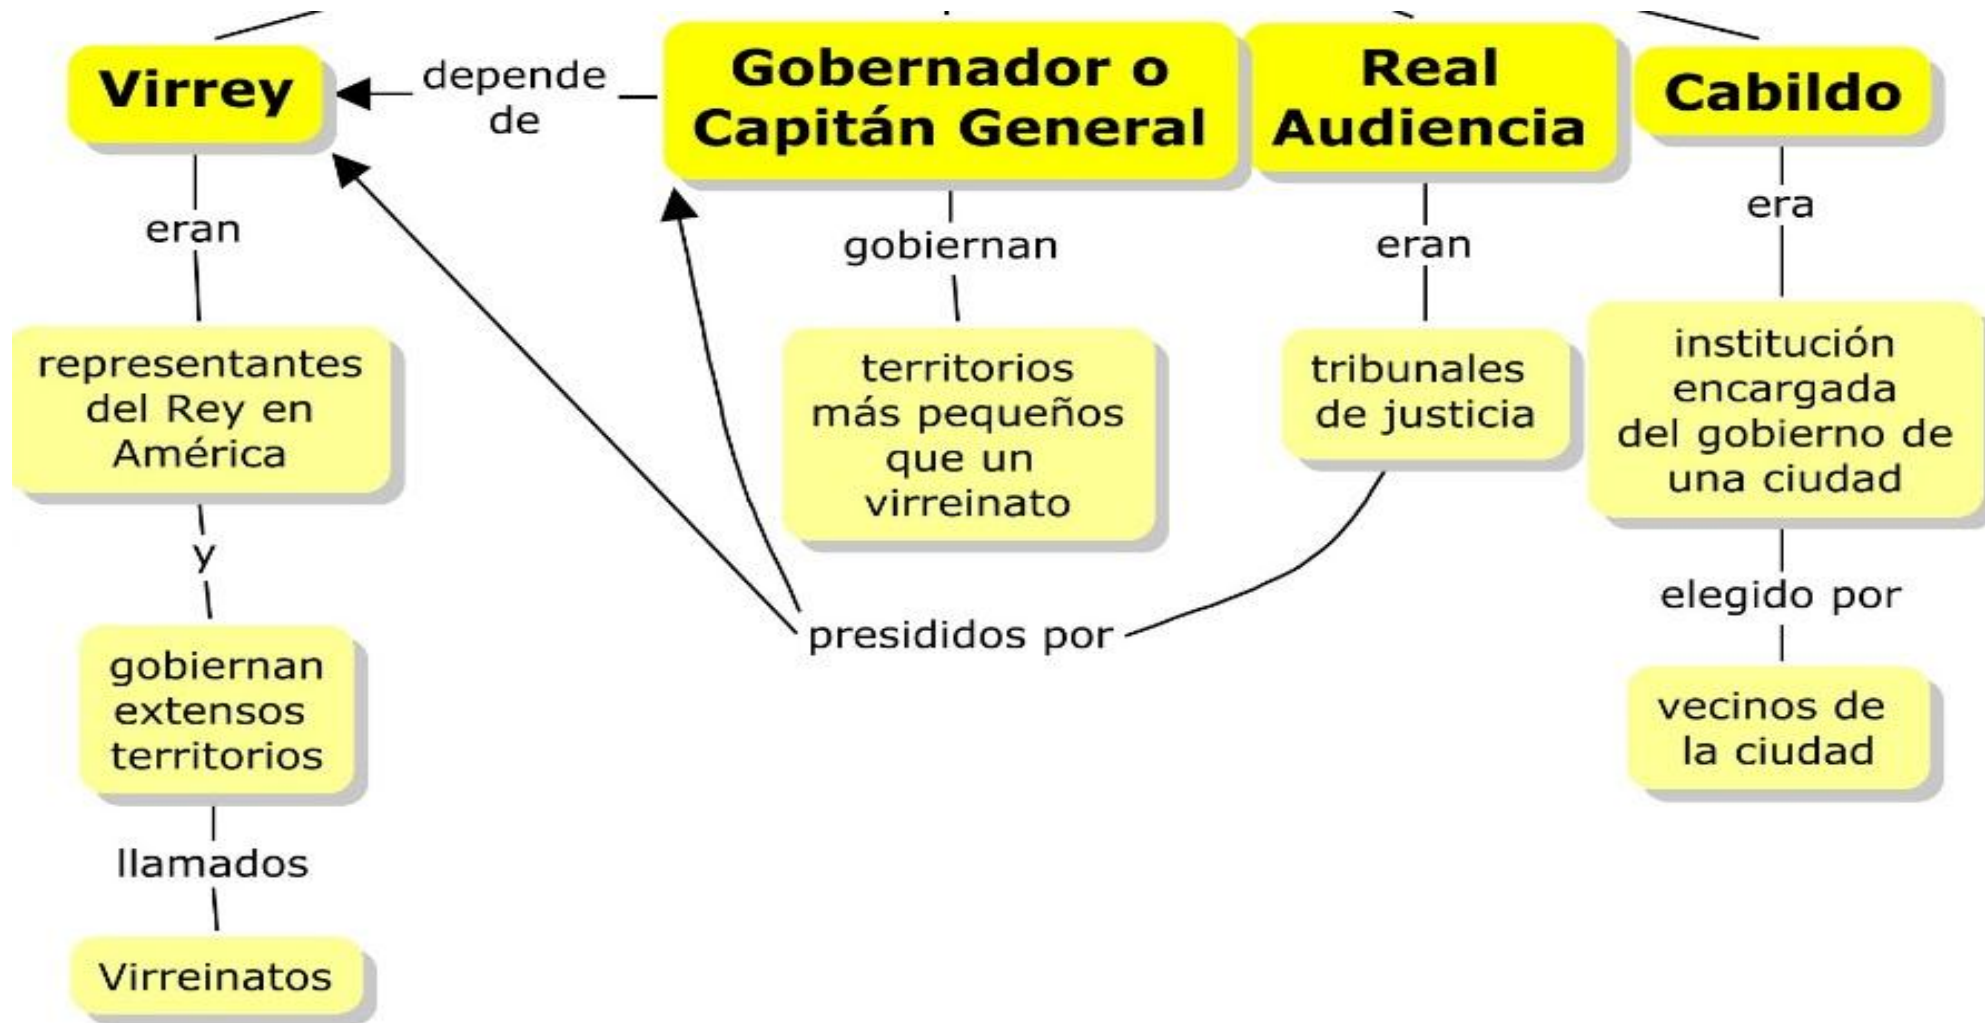 Virrey
depende
de
Gobernador o
Capitán General
Real
Audiencia
Cabildo
eran
representantes
del Rey en
América
y
gobiernan
extensos
territorios
llamados
Virreinatos
gobiernan
territorios
más pequeños
que un
virreinato
eran
tribunales
de justicia
presididos por
era
institución
encargada
del gobierno de
una ciudad
elegido por
vecinos de
la ciudad